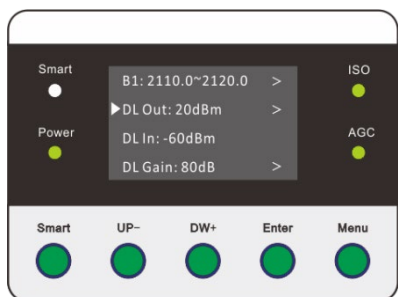 Smart
ISO
B1: 2110.0~2120.0 >
DL Out: 20dBm >
Power
AGC
DL In: -60dBm
DL Gain: 80dB >
Smart UP- DW+ Enter Menu